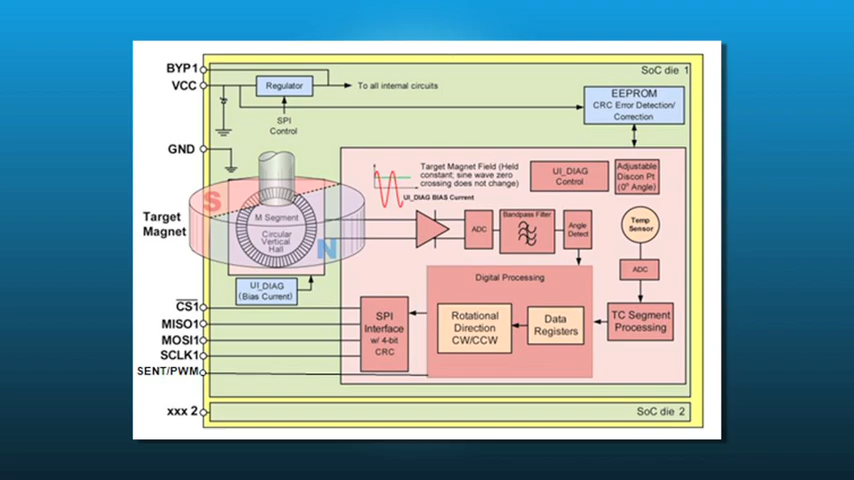 BYP1
SoC die 1
VCC
Regulator
To all internal circuits
EEPROM
CRC Error Detection/
Correction
SPI
Control
GND
Target Magnet Field (Held
constant; sine wave zero
crossing does not change)
UI_DIAG BIAS Current
UI_DIAG
Control
Adjustable
Discon Pt
(0° Angle)
S
Target
Magnet
M Segment
Circular
Vertical
Hall
N
ADC
Bandpass Filter
Angle
Detect
Temp
Sensor
ADC
UI_DIAG
(Bias Current)
Digital Processing
CS1
MISO1
MOSI1
SCLK1
SENT/PWM
SPI
Interface
w/ 4-bit
CRC
Rotational
Direction
CW/CCW
Data
Registers
TC Segment
Processing
xxx 2
SoC die 2